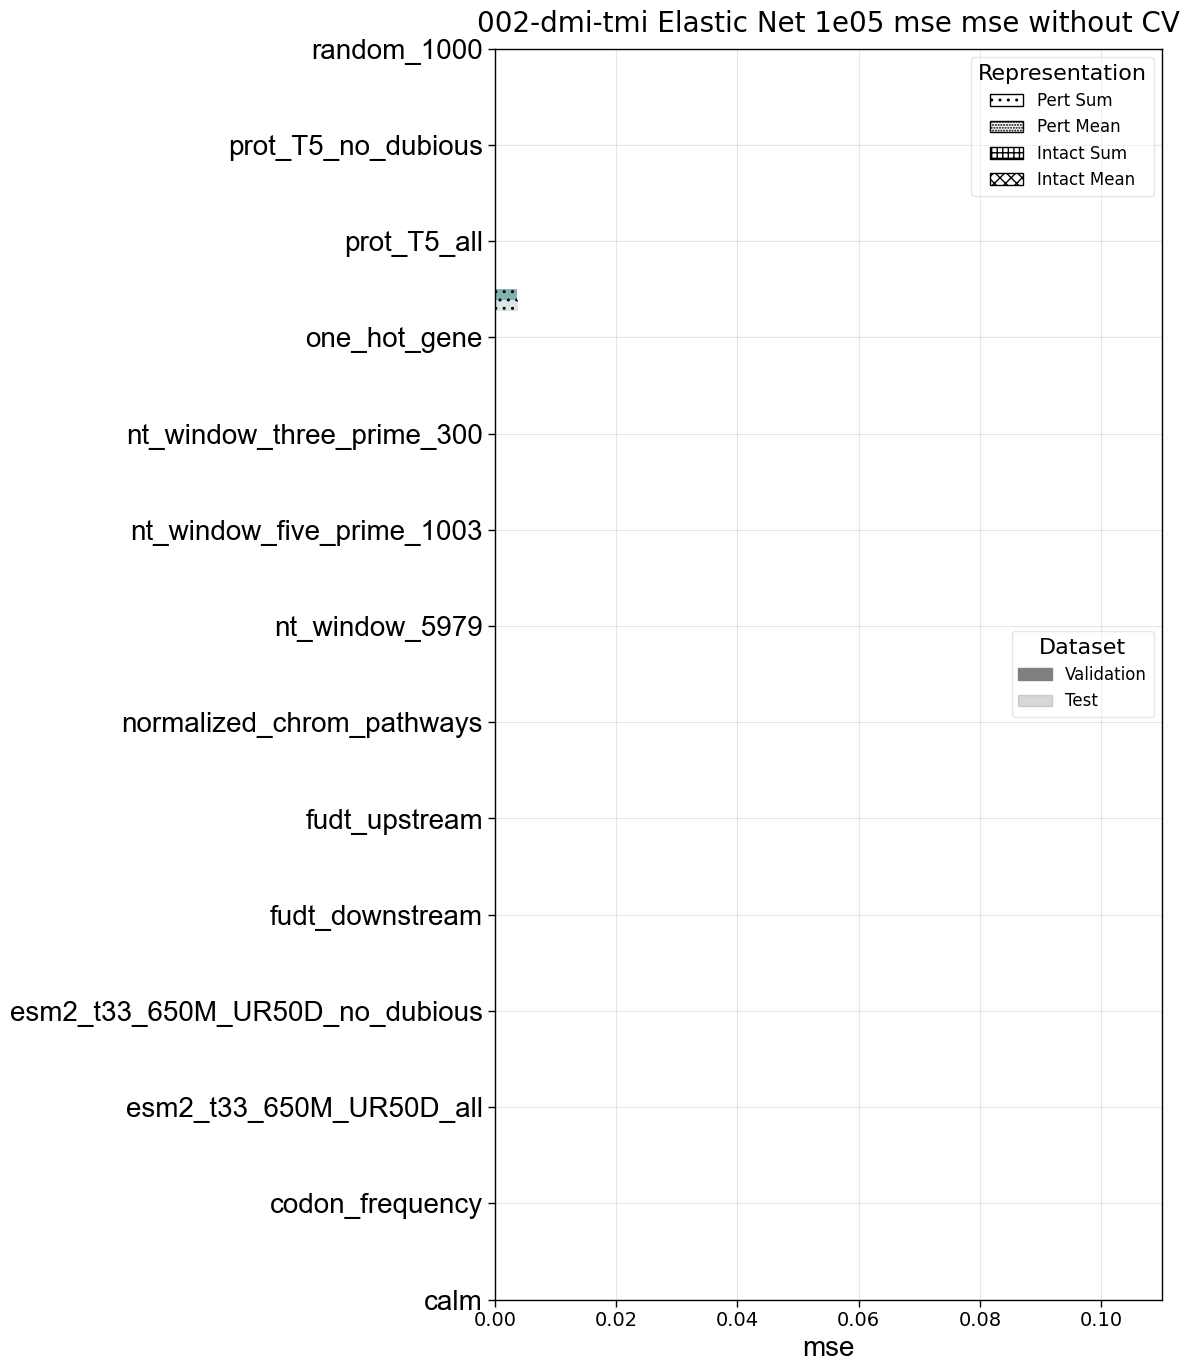 002-dmi-tmi Elastic Net 1e05 mse mse without CV
random_1000
prot_T5_no_dubious
prot_T5_all
one_hot_gene
nt_window_three_prime_300
nt_window_five_prime_1003
nt_window_5979
normalized_chrom_pathways
fudt_upstream
fudt_downstream
esm2_t33_650M_UR50D_no_dubious
esm2_t33_650M_UR50D_all
codon_frequency
calm
Representation
Pert Sum
Pert Mean
Intact Sum
Intact Mean
Dataset
Validation
Test
0.00 0.02 0.04 0.06 0.08 0.10
mse